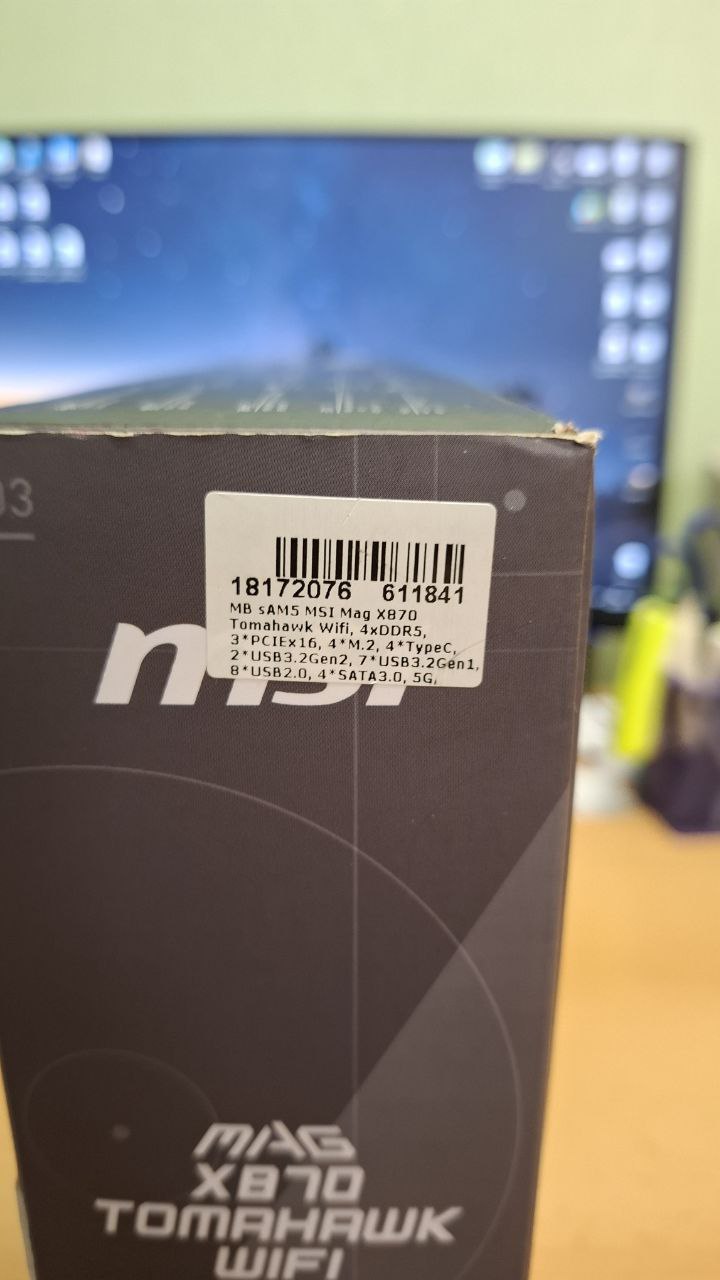 03
18172076 611841
MB sAM5 MSI Mag X870
Tomahawk Wifi, 4xDDR5,
3*PCIEx16, 4*M.2, 4*TypeC,
2*USB3.2Gen2, 7*USB3.2Gen1,
8*USB2.0, 4*SATA3.0, 5G,
msi
MAG
X870
TOMAHAWK
WIFI